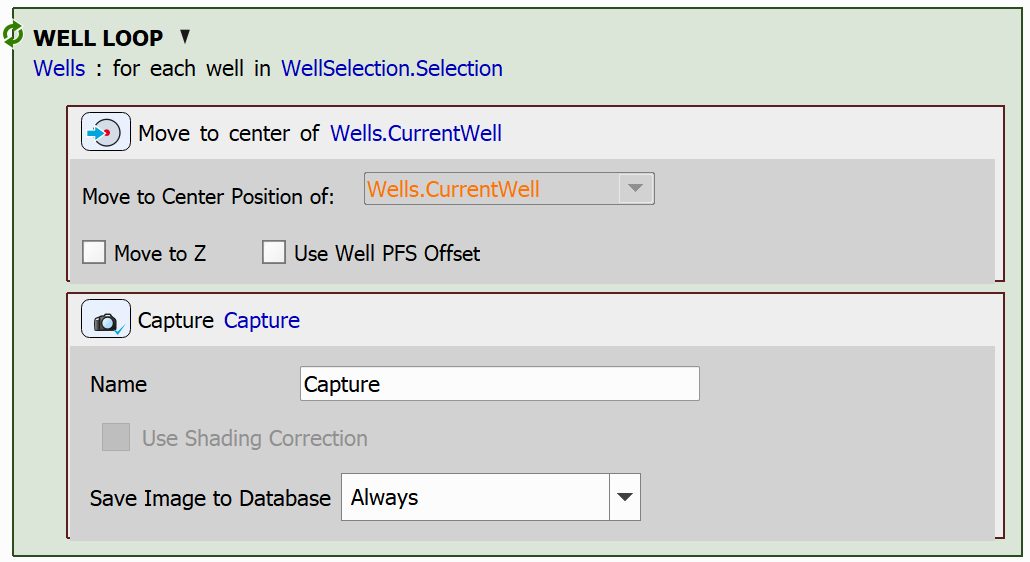 WELL LOOP
Wells : for each well in WellSelection.Selection
Move to center of Wells.CurrentWell
Move to Center Position of: Wells.CurrentWell
Move to Z Use Well PFS Offset
Capture Capture
Name Capture
Use Shading Correction
Save Image to Database Always